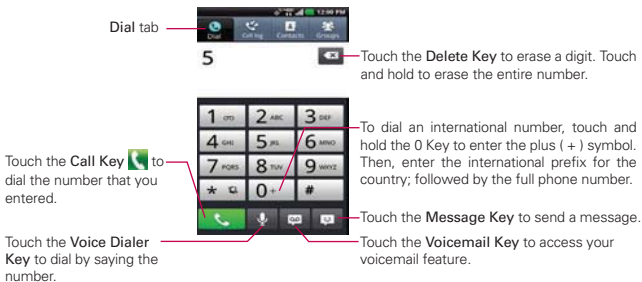 Dial tab
12:00 PM
Dial
Call log
Contacts
Groups
5
Touch the Delete Key to erase a digit. Touch
and hold to erase the entire number.
1
2 ABC
3 DEF
4 GHI
5 JKL
6 MNO
7 PQRS
8 TUV
9 WXYZ
*
0 +
#
To dial an international number, touch and
hold the 0 Key to enter the plus ( + ) symbol.
Then, enter the international prefix for the
country; followed by the full phone number.
Touch the Call Key to
dial the number that you
entered.
Touch the Message Key to send a message.
Touch the Voice Dialer
Key to dial by saying the
number.
Touch the Voicemail Key to access your
voicemail feature.